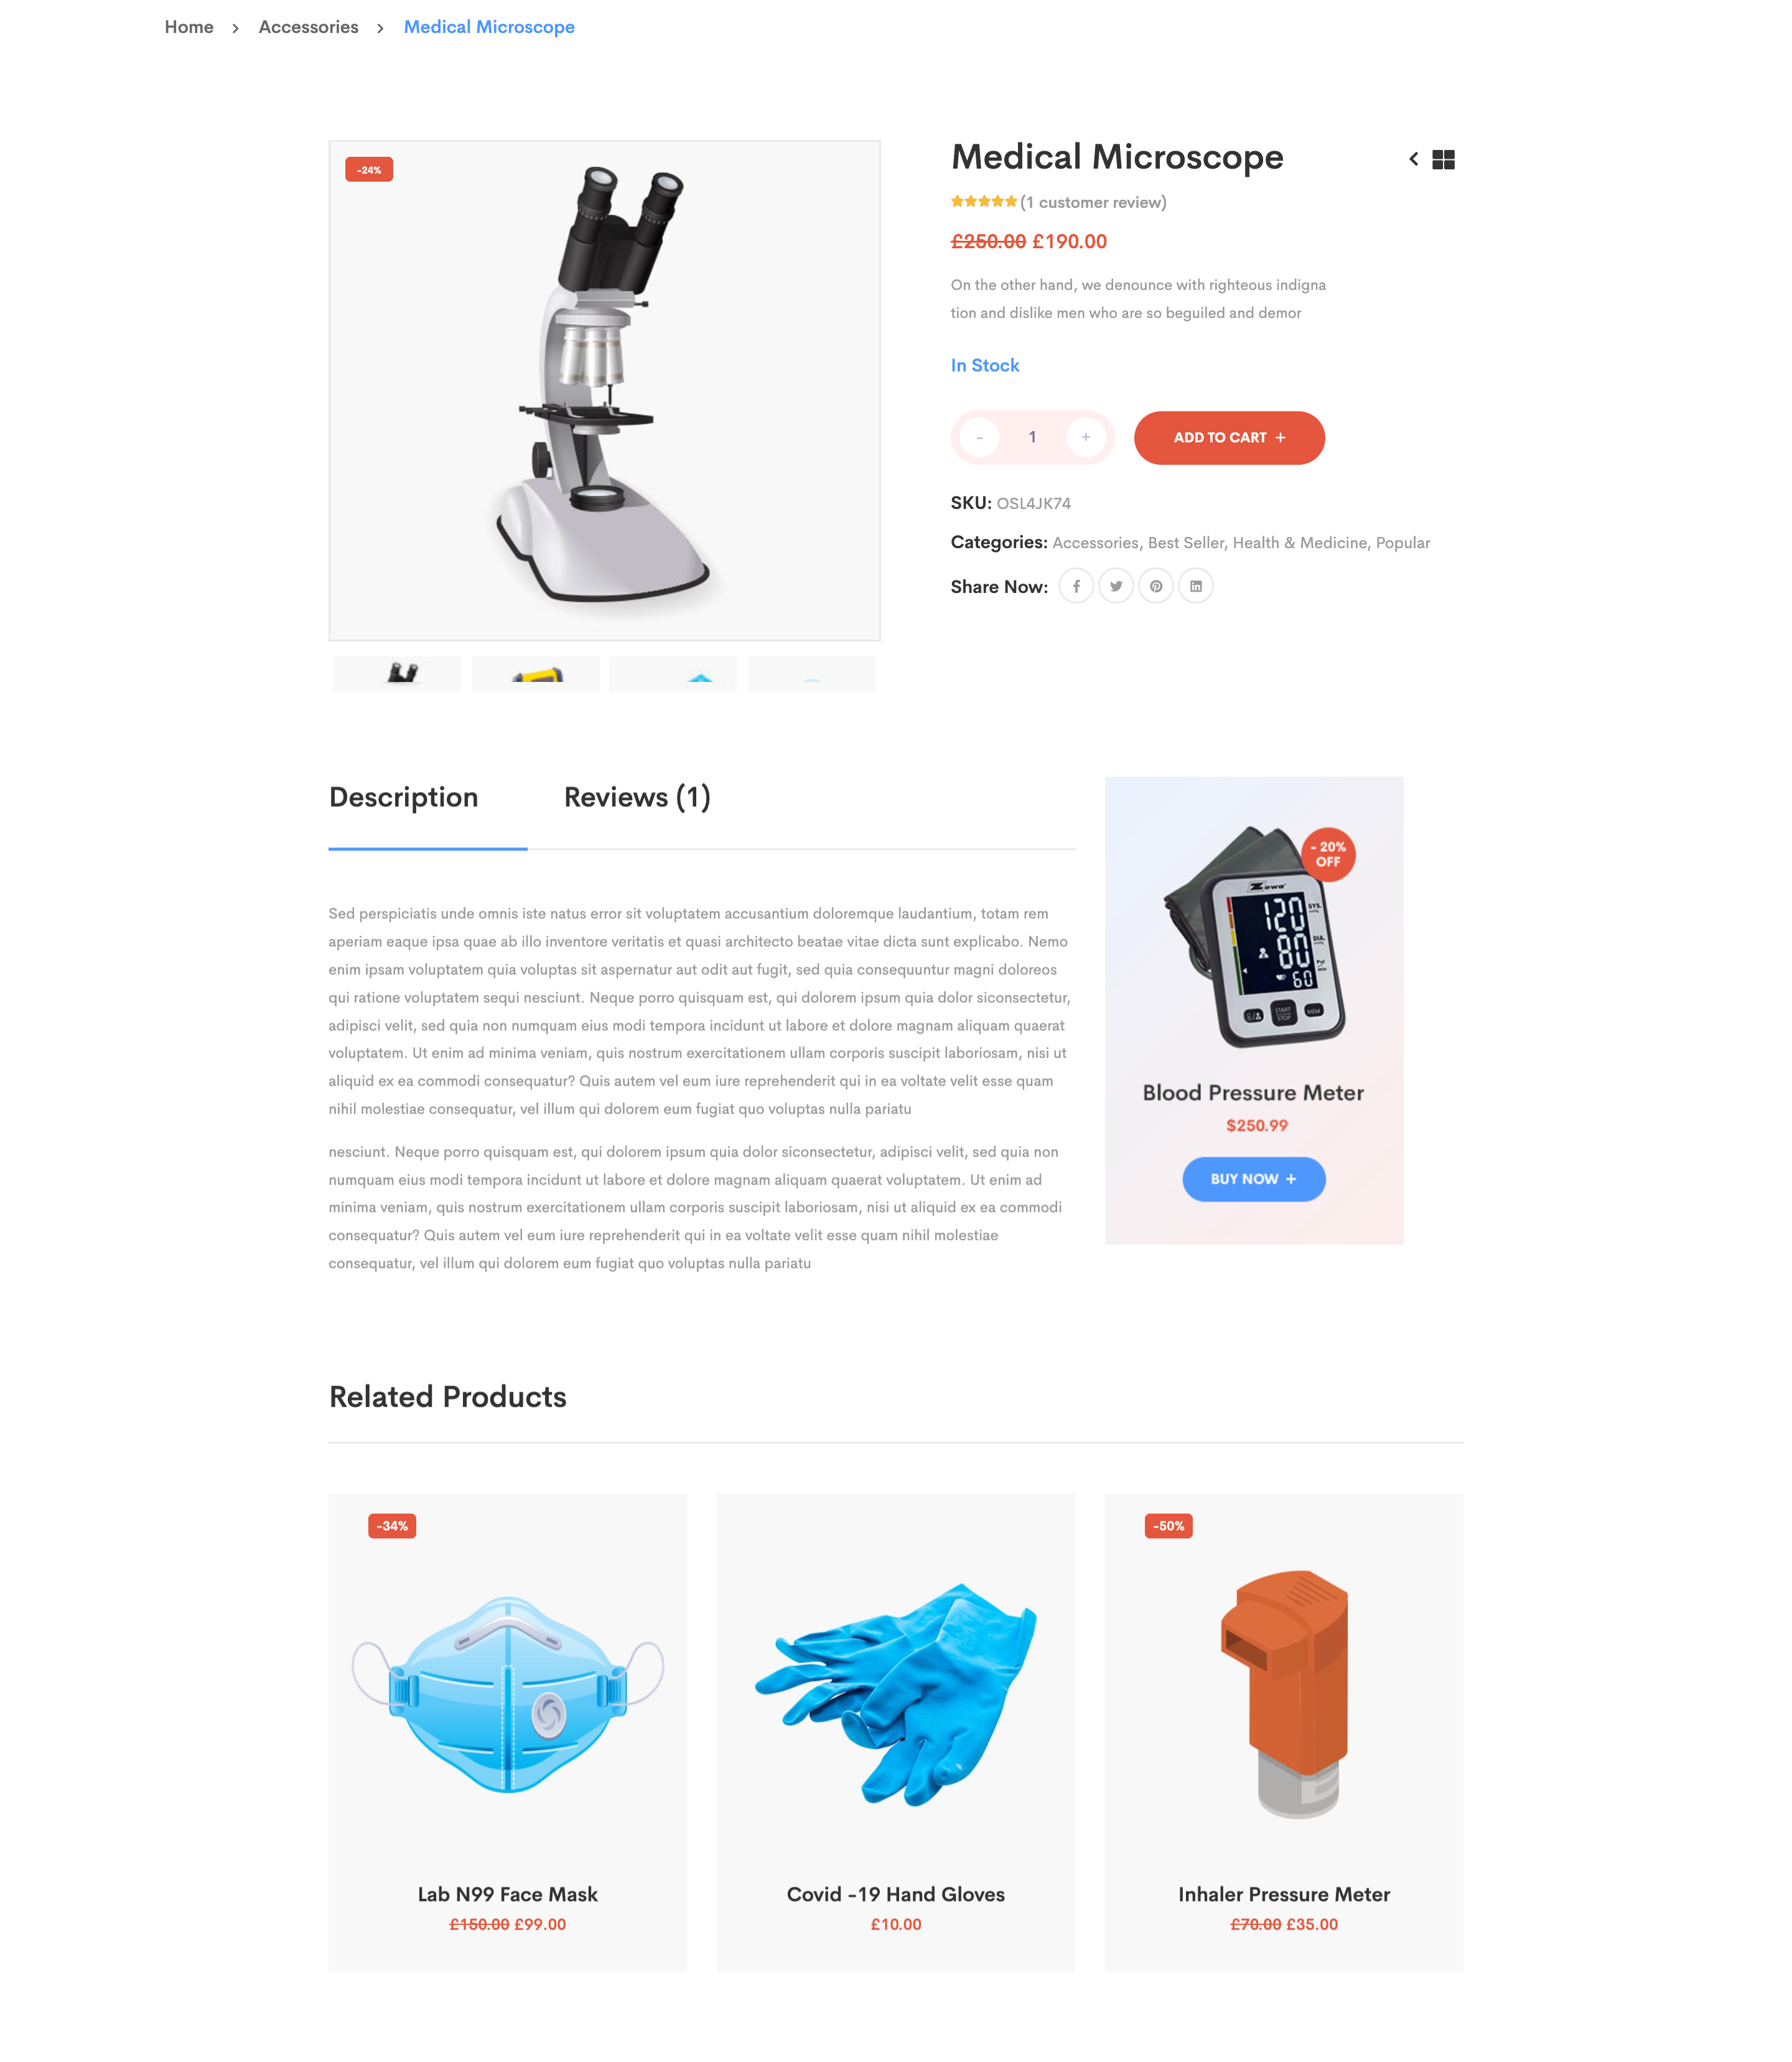 Home > Accessories > Medical Microscope
-24%
Medical Microscope
(1 customer review)
£250.00 £190.00
On the other hand, we denounce with righteous indigna
tion and dislike men who are so beguiled and demor
In Stock
- 1 +
ADD TO CART +
SKU: OSL4JK74
Categories: Accessories, Best Seller, Health & Medicine, Popular
Share Now:
Description
Reviews (1)
Sed perspiciatis unde omnis iste natus error sit voluptatem accusantium doloremque laudantium, totam rem
aperiam eaque ipsa quae ab illo inventore veritatis et quasi architecto beatae vitae dicta sunt explicabo. Nemo
enim ipsam voluptatem quia voluptas sit aspernatur aut odit aut fugit, sed quia consequuntur magni doloreos
qui ratione voluptatem sequi nesciunt. Neque porro quisquam est, qui dolorem ipsum quia dolor siconsectetur,
adipisci velit, sed quia non numquam eius modi tempora incidunt ut labore et dolore magnam aliquam quaerat
voluptatem. Ut enim ad minima veniam, quis nostrum exercitationem ullam corporis suscipit laboriosam, nisi ut
aliquid ex ea commodi consequatur? Quis autem vel eum iure reprehenderit qui in ea voltate velit esse quam
nihil molestiae consequatur, vel illum qui dolorem eum fugiat quo voluptas nulla pariatu
nesciunt. Neque porro quisquam est, qui dolorem ipsum quia dolor siconsectetur, adipisci velit, sed quia non
numquam eius modi tempora incidunt ut labore et dolore magnam aliquam quaerat voluptatem. Ut enim ad
minima veniam, quis nostrum exercitationem ullam corporis suscipit laboriosam, nisi ut aliquid ex ea commodi
consequatur? Quis autem vel eum iure reprehenderit qui in ea voltate velit esse quam nihil molestiae
consequatur, vel illum qui dolorem eum fugiat quo voluptas nulla pariatu
- 20%
OFF
Zewa
120 SYS.
80 DIA.
60 Pul
min
START
STOP
MEM
Blood Pressure Meter
$250.99
BUY NOW +
Related Products
-34%
Lab N99 Face Mask
£150.00 £99.00
Covid -19 Hand Gloves
£10.00
-50%
Inhaler Pressure Meter
£70.00 £35.00